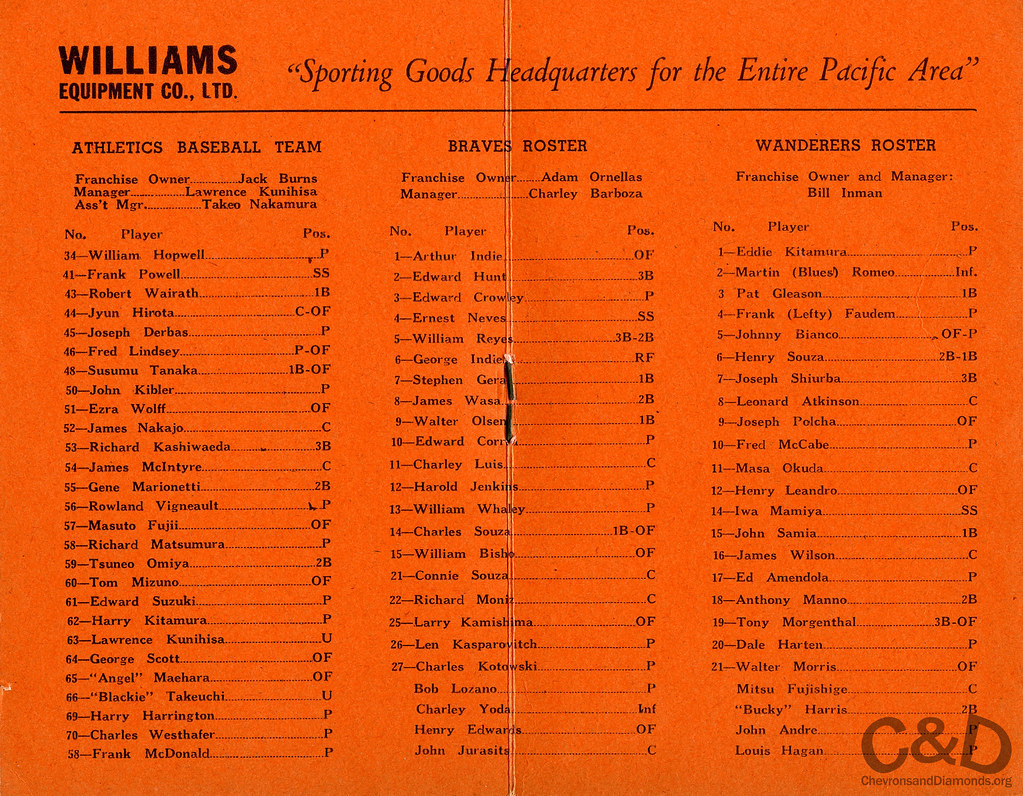 WILLIAMS
EQUIPMENT CO., LTD.
"Sporting Goods Headquarters for the Entire Pacific Area"
ATHLETICS BASEBALL TEAM
Franchise Owner..............Jack Burns
Manager................Lawrence Kunihisa
Ass't Mgr...................Takeo Nakamura
No. Player Pos.
34—William Hopwell........P
41—Frank Powell........SS
43—Robert Wairath........1B
44—Jyun Hirota........C-OF
45—Joseph Derbas........P
46—Fred Lindsey........P-OF
48—Susumu Tanaka........1B-OF
50—John Kibler........P
51—Ezra Wolff........OF
52—James Nakajo........C
53—Richard Kashiwaeda........3B
54—James McIntyre........C
55—Gene Marionetti........2B
56—Rowland Vigneault........P
57—Masuto Fujii........OF
58—Richard Matsumura........P
59—Tsuneo Omiya........2B
60—Tom Mizuno........OF
61—Edward Suzuki........P
62—Harry Kitamura........P
63—Lawrence Kunihisa........U
64—George Scott........OF
65—"Angel" Maehara........OF
66—"Blackie" Takeuchi........U
69—Harry Harrington........P
70—Charles Westhafer........P
58—Frank McDonald........P
BRAVES ROSTER
Franchise Owner........Adam Ornellas
Manager........Charley Barboza
No. Player Pos.
1—Arthur Indie........OF
2—Edward Hunt........3B
3—Edward Crowley........P
4—Ernest Neves........SS
5—William Reyes........3B-2B
6—George ........RF
7—Stephen Gera........1B
8—James Wasa........2B
9—Walter Olsen........1B
10—Edward ........P
11—Charley Luis........C
12—Harold Jenkins........P
13—William Whaley........P
14—Charles Souza........1B-OF
15—William ........OF
21—Connie Souza........C
22—Richard Moniz........C
25—Larry Kamishima........OF
26—Len Kasparovitch........P
27—Charles Kotowski........P
Bob Lozano........P
Charley Yoda........Inf
Henry Edwards........OF
John Jurasits........C
WANDERERS ROSTER
Franchise Owner and Manager:
Bill Inman
No. Player Pos.
1—Eddie Kitamura........P
2—Martin (Blues') Romeo........Inf.
3 Pat Gleason........1B
4—Frank (Lefty) Faudem........P
5—Johnny Bianco........OF-P
6—Henry Souza........2B-1B
7—Joseph Shiurba........3B
8—Leonard Atkinson........C
9—Joseph Polcha........OF
10—Fred McCabe........P
11—Masa Okuda........C
12—Henry Leandro........OF
14—Iwa Mamiya........SS
15—John Samia........1B
16—James Wilson........C
17—Ed Amendola........P
18—Anthony Manno........2B
19—Tony Morgenthal........3B-OF
20—Dale Harten........P
21—Walter Morris........OF
Mitsu Fujishige........C
"Bucky" Harris........2B
John Andre........P
Louis Hagan........P
C&D
ChevronsandDiamonds.org